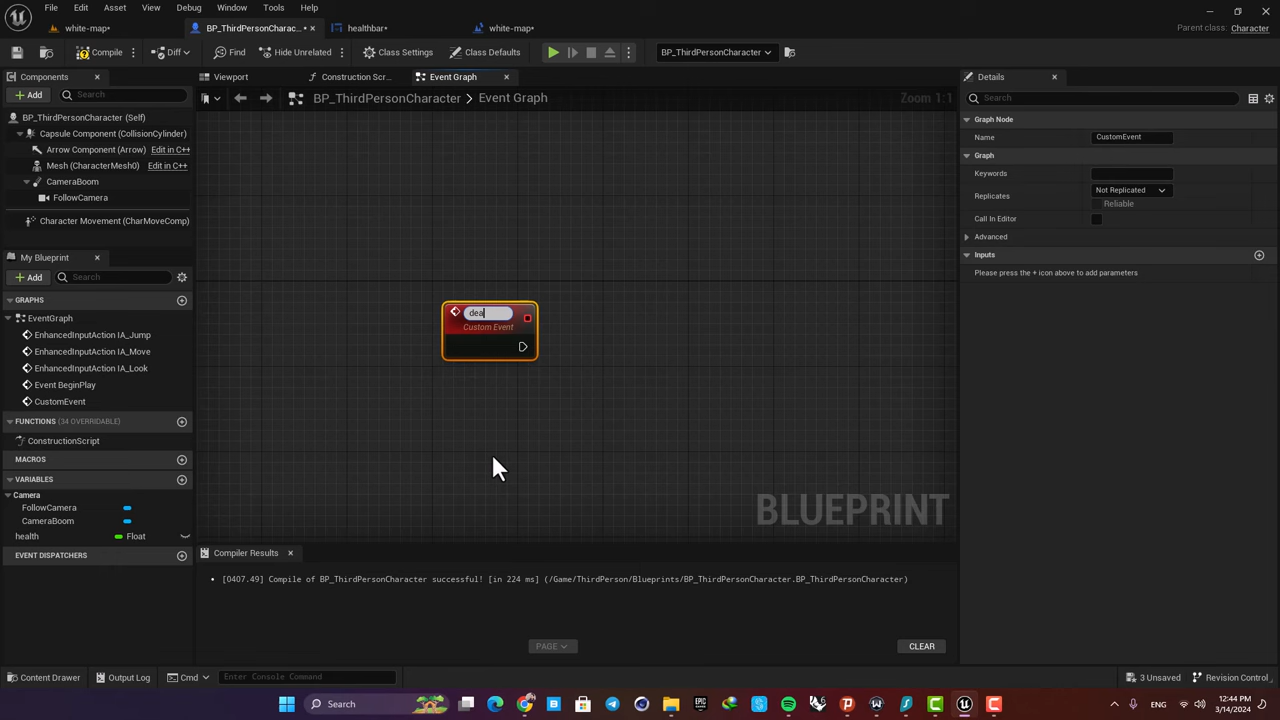 File Edit Asset View Debug Window Tools Help
white-map* BP_ThirdPersonCharac...* healthbar* white-map*
Parent class: Character
Compile Diff Find Hide Unrelated Class Settings Class Defaults BP_ThirdPersonCharacter
Components Viewport Construction Scr... Event Graph Details
Add Search
BP_ThirdPersonCharacter > Event Graph Zoom 1:1
Search
BP_ThirdPersonCharacter (Self)
Capsule Component (CollisionCylinder)
Arrow Component (Arrow) Edit in C++
Mesh (CharacterMesh0) Edit in C++
CameraBoom
FollowCamera
Character Movement (CharMoveComp)
My Blueprint
Add Search
GRAPHS
EventGraph
EnhancedInputAction IA_Jump
EnhancedInputAction IA_Move
EnhancedInputAction IA_Look
Event BeginPlay
CustomEvent
FUNCTIONS (34 OVERRIDABLE)
ConstructionScript
MACROS
VARIABLES
Camera
FollowCamera
CameraBoom
health Float
EVENT DISPATCHERS
dea
Custom Event
BLUEPRINT
Graph Node
Name CustomEvent
Graph
Keywords
Replicates Not Replicated
Reliable
Call In Editor
Advanced
Inputs
Please press the + icon above to add parameters
Compiler Results
[0407.49] Compile of BP_ThirdPersonCharacter successful! [in 224 ms] (/Game/ThirdPerson/Blueprints/BP_ThirdPersonCharacter.BP_ThirdPersonCharacter)
PAGE CLEAR
Content Drawer Output Log Cmd Enter Console Command 3 Unsaved Revision Control
Search
12:44 PM
3/14/2024